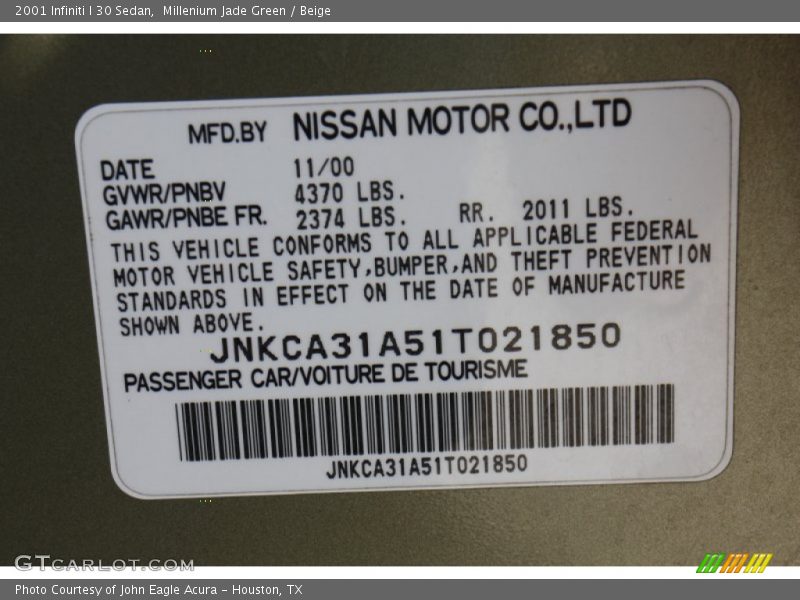 2001 Infiniti I 30 Sedan,  Millenium Jade Green / Beige
MFD.BY NISSAN MOTOR CO.,LTD
DATE 11/00
GVWR/PNBV 4370 LBS.
GAWR/PNBE FR. 2374 LBS. RR. 2011 LBS.
THIS VEHICLE CONFORMS TO ALL APPLICABLE FEDERAL
MOTOR VEHICLE SAFETY,BUMPER,AND THEFT PREVENTION
STANDARDS IN EFFECT ON THE DATE OF MANUFACTURE
SHOWN ABOVE.
JNKCA31A51T021850
PASSENGER CAR/VOITURE DE TOURISME
JNKCA31A51T021850
GTCARLOT.COM
Photo Courtesy of John Eagle Acura - Houston, TX